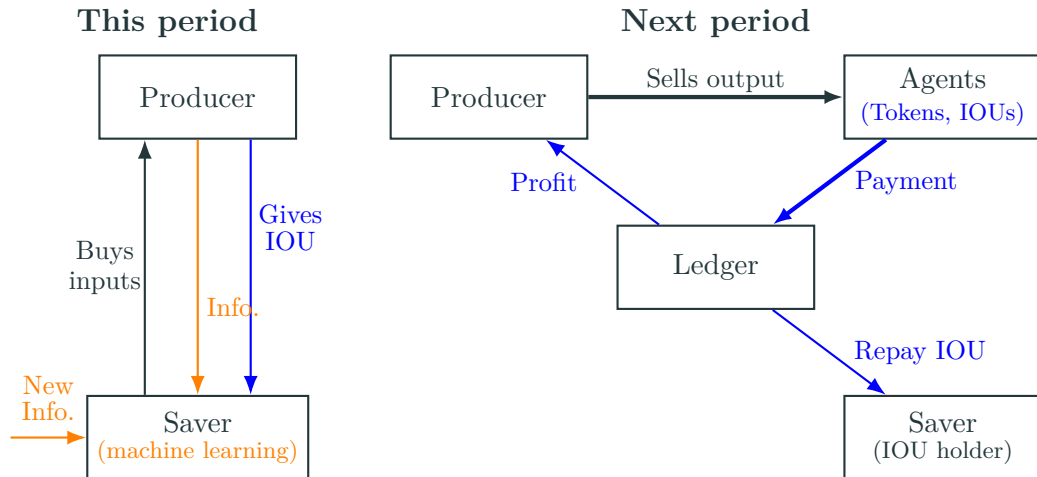 This period
Producer
Gives
IOU
Buys
inputs
Info.
New
Info.
Saver
(machine learning)
Next period
Producer
Sells output
Agents
(Tokens, IOUs)
Profit
Payment
Ledger
Repay IOU
Saver
(IOU holder)